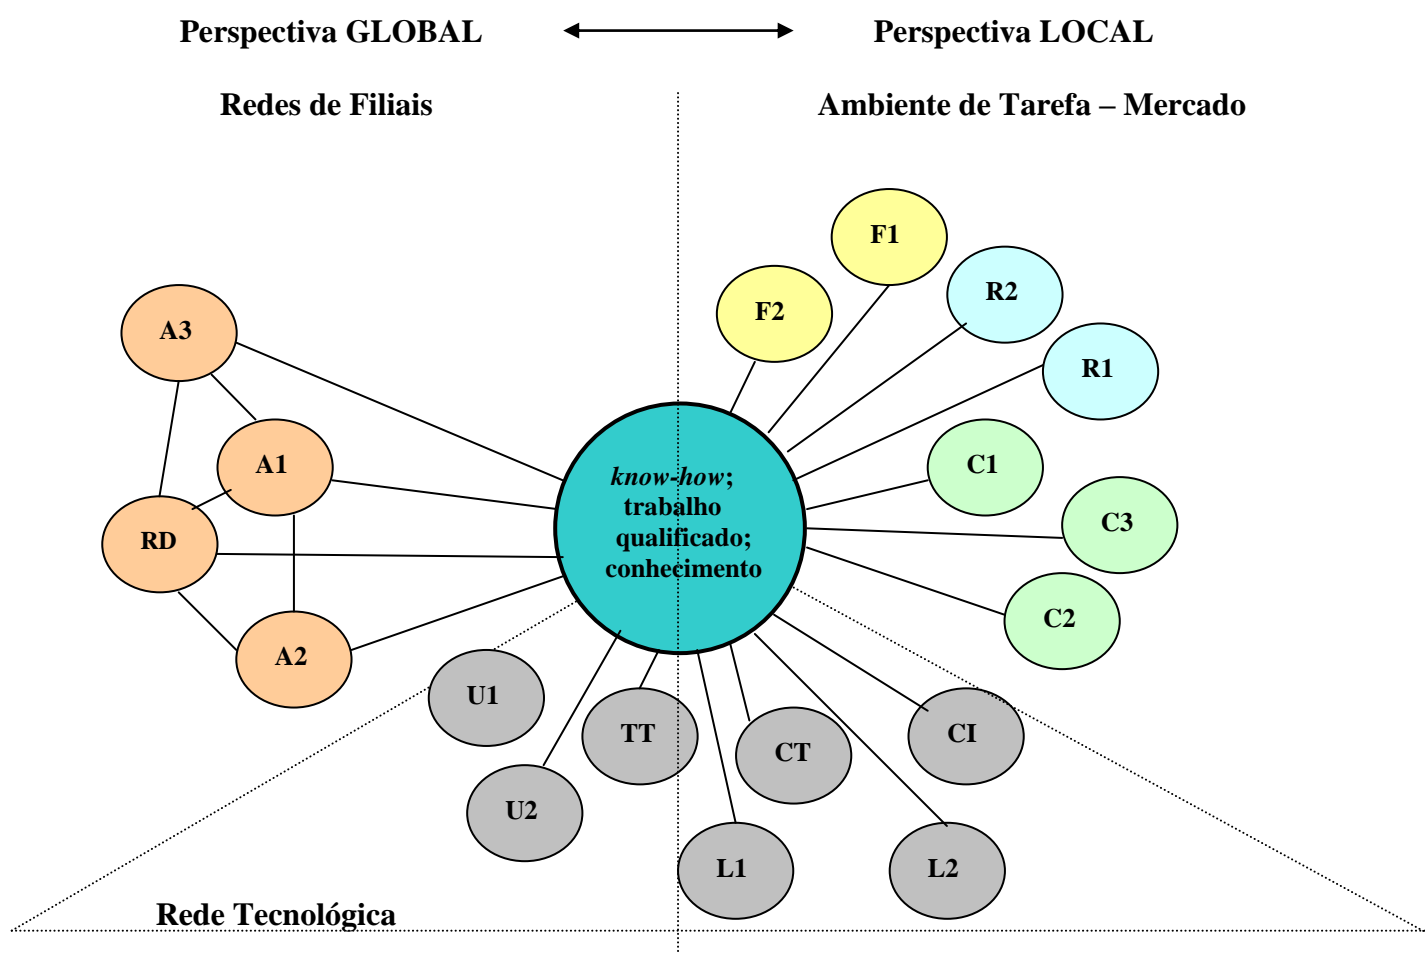 Perspectiva GLOBAL
Perspectiva LOCAL
Redes de Filiais
Ambiente de Tarefa – Mercado
F1
F2
R2
R1
A3
A1
C1
know-how;
trabalho
qualificado;
conhecimento
C3
RD
C2
A2
U1
TT
CT
CI
U2
L1
L2
Rede Tecnológica